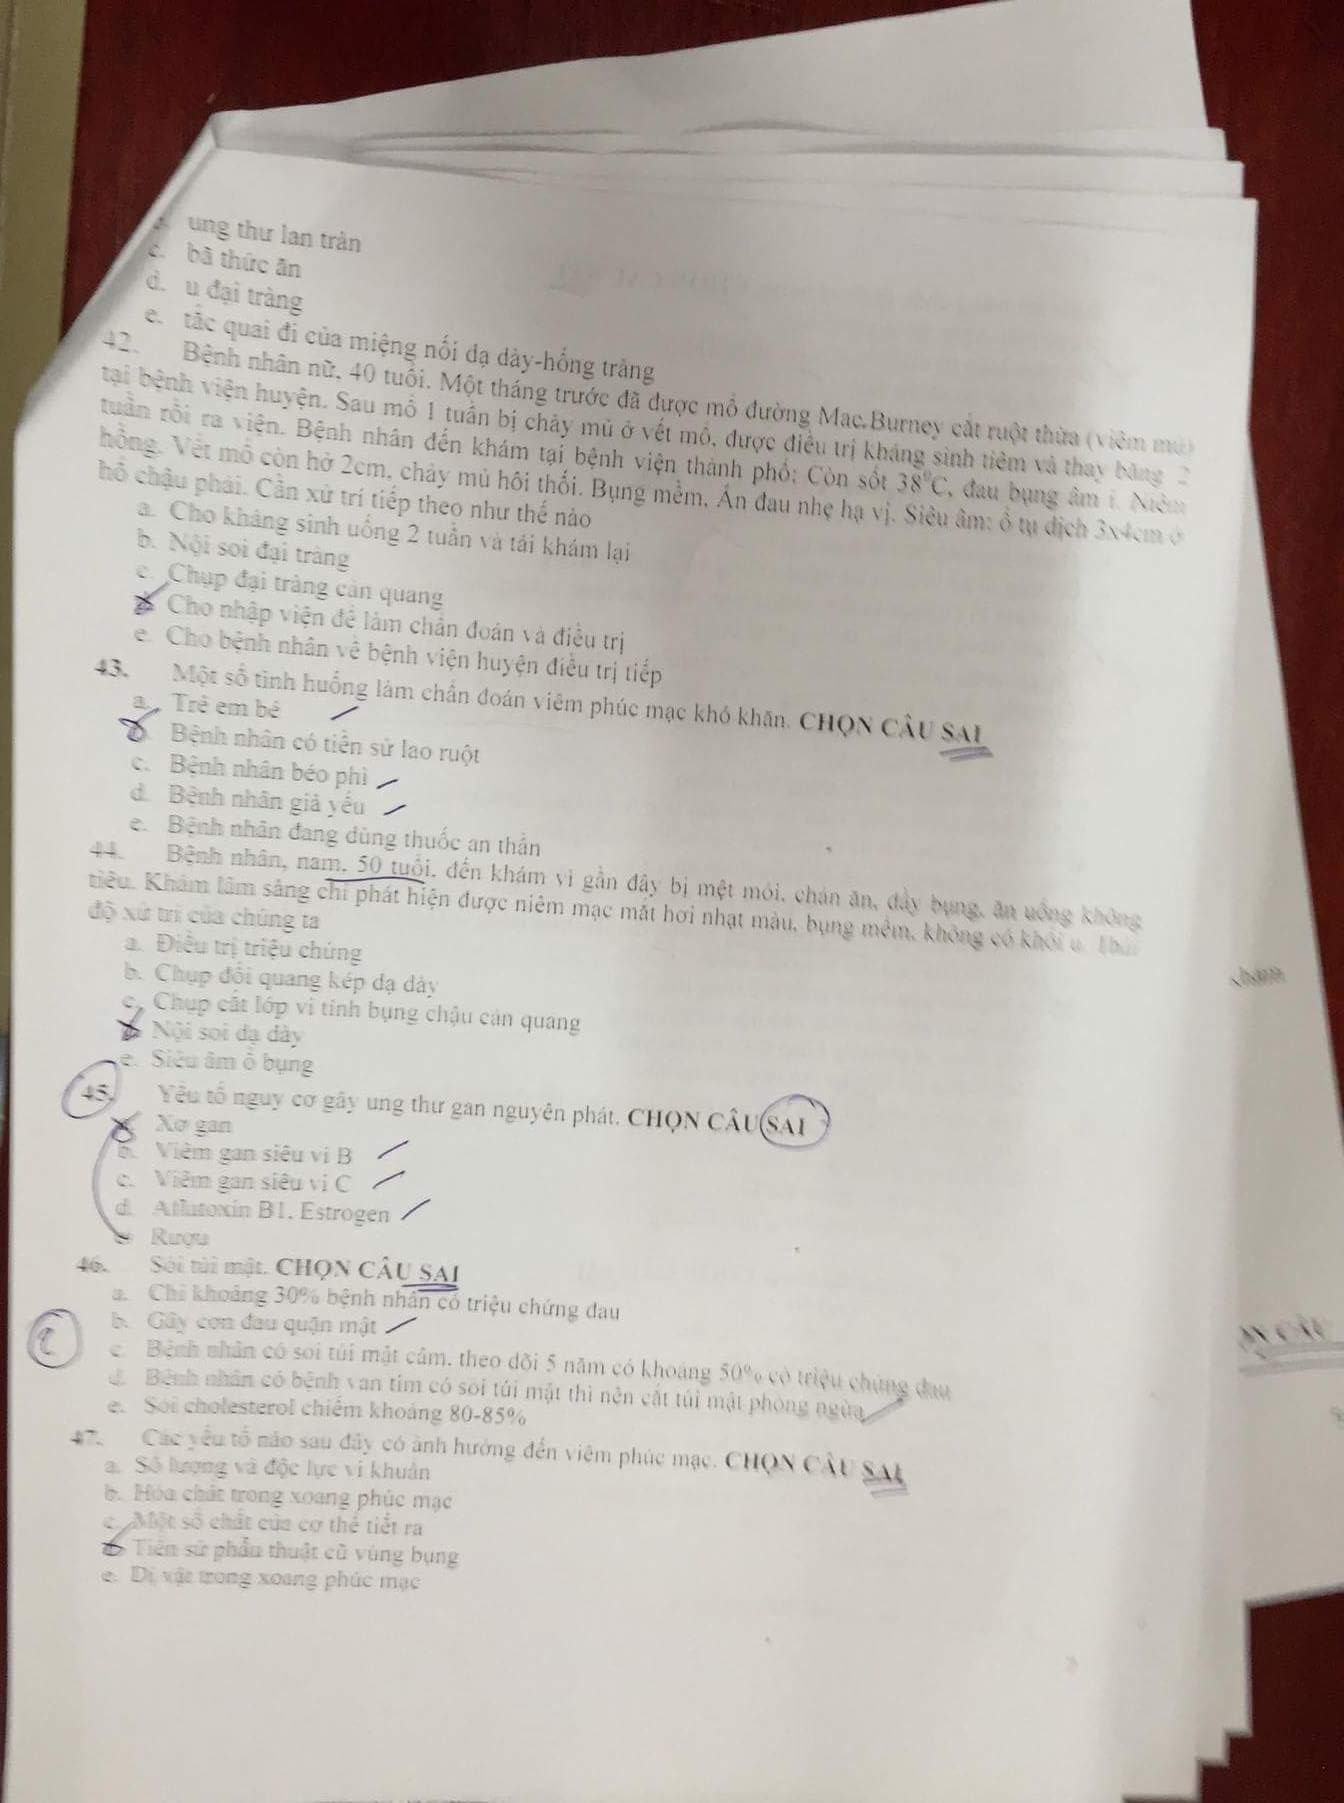 ung thư lan tràn
c. bã thức ăn
d. u đại tràng
e. tắc quai đi của miệng nối dạ dày-hỗng tràng
42. Bệnh nhân nữ, 40 tuổi. Một tháng trước đã được mổ đường Mac.Burney cắt ruột thừa (viêm mủ)
tại bệnh viện huyện. Sau mổ 1 tuần bị chảy mủ ở vết mổ, được điều trị kháng sinh tiêm và thay băng 2
tuần rồi ra viện. Bệnh nhân đến khám tại bệnh viện thành phố: Còn sốt 38⁰C, đau bụng âm ỉ. Niêm
hồng. Vết mổ còn hở 2cm, chảy mủ hôi thối. Bụng mềm, Ấn đau nhẹ hạ vị. Siêu âm: ổ tụ dịch 3x4cm ở
hố chậu phải. Cần xử trí tiếp theo như thế nào
a. Cho kháng sinh uống 2 tuần và tái khám lại
b. Nội soi đại tràng
c. Chụp đại tràng cản quang
Cho nhập viện để làm chẩn đoán và điều trị
e. Cho bệnh nhân về bệnh viện huyện điều trị tiếp
43. Một số tình huống làm chẩn đoán viêm phúc mạc khó khăn. CHỌN CÂU SAI
a. Trẻ em bé
Bệnh nhân có tiền sử lao ruột
c. Bệnh nhân béo phì
d. Bệnh nhân già yếu
e. Bệnh nhân đang dùng thuốc an thần
44. Bệnh nhân, nam, 50 tuổi, đến khám vì gần đây bị mệt mỏi, chán ăn, đầy bụng, ăn uống không
tiêu. Khám lâm sàng chỉ phát hiện được niêm mạc mắt hơi nhạt màu, bụng mềm, không có khối u. Thái
độ xử trí của chúng ta
a. Điều trị triệu chứng
b. Chụp đối quang kép dạ dày
c. Chụp cắt lớp vi tính bụng chậu cản quang
Nội soi dạ dày
e. Siêu âm ổ bụng
45. Yếu tố nguy cơ gây ung thư gan nguyên phát. CHỌN CÂU SAI
Xơ gan
b. Viêm gan siêu vi B
c. Viêm gan siêu vị C
d. Aflatoxin B1, Estrogen
Rượu
46. Sỏi túi mật. CHỌN CÂU SAI
a. Chỉ khoảng 30% bệnh nhân có triệu chứng đau
b. Gây cơn đau quặn mật
c. Bệnh nhân có soi túi mật câm, theo dõi 5 năm có khoảng 50% có triệu chứng đau
d. Bệnh nhân có bệnh van tim có sỏi túi mật thì nên cắt túi mật phòng ngừa
e. Sỏi cholesterol chiếm khoảng 80-85%
47. Các yếu tố nào sau đây có ảnh hưởng đến viêm phúc mạc. CHỌN CÂU SAI
a. Số lượng và độc lực vi khuẩn
b. Hóa chất trong xoang phúc mạc
c. Một số chất của cơ thể tiết ra
Tiền sử phẫu thuật cũ vùng bụng
e. Dị vật trong xoang phúc mạc